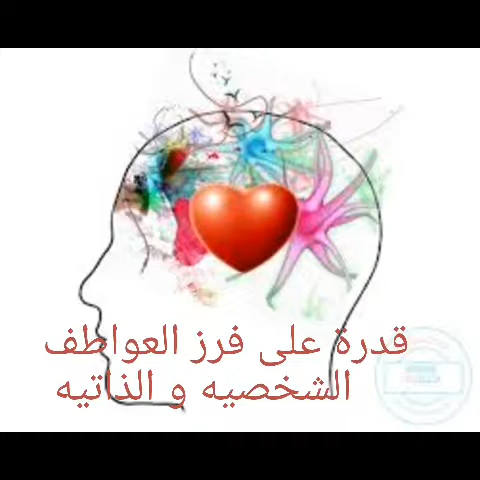 قدرة على فرز العواطف
الشخصيه و الذاتيه